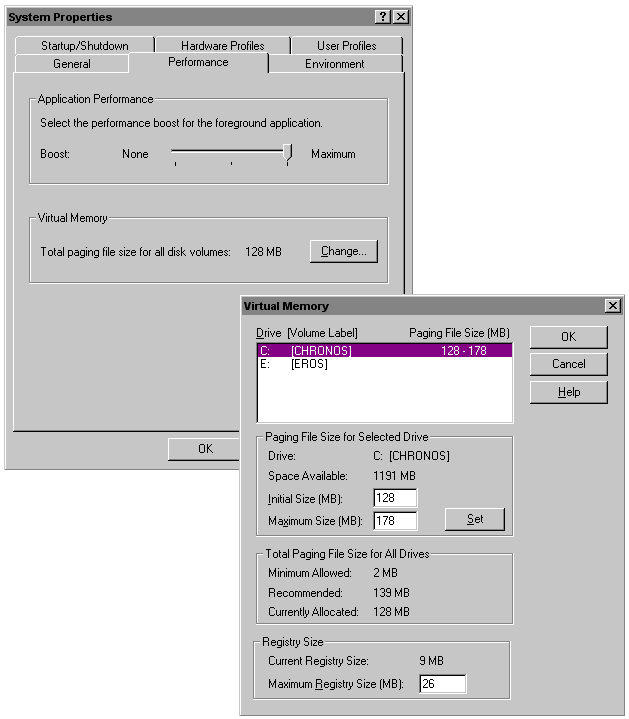 System Properties
Startup/Shutdown Hardware Profiles User Profiles
General Performance Environment
Application Performance
Select the performance boost for the foreground application.
Boost: None Maximum
Virtual Memory
Total paging file size for all disk volumes: 128 MB Change...
OK
Virtual Memory
Drive [Volume Label] Paging File Size (MB)
C: [CHRONOS] 128 - 178
E: [EROS]
OK
Cancel
Help
Paging File Size for Selected Drive
Drive: C: [CHRONOS]
Space Available: 1191 MB
Initial Size (MB): 128
Maximum Size (MB): 178 Set
Total Paging File Size for All Drives
Minimum Allowed: 2 MB
Recommended: 139 MB
Currently Allocated: 128 MB
Registry Size
Current Registry Size: 9 MB
Maximum Registry Size (MB): 26